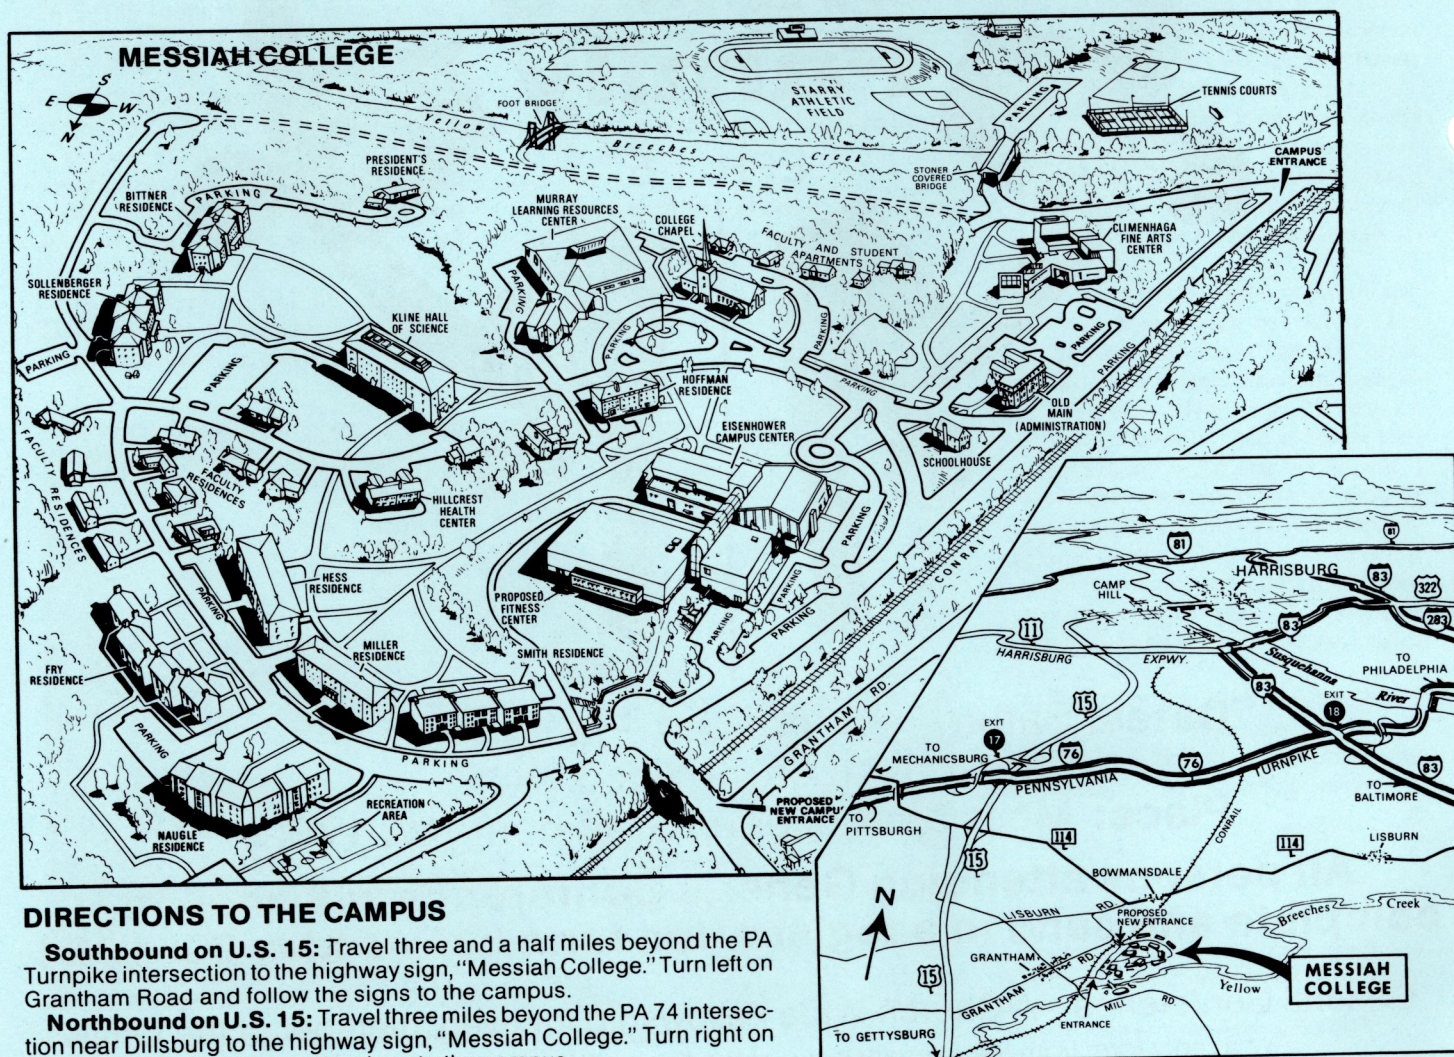 MESSIAH COLLEGE
S
E
W
N
FOOT BRIDGE
Yellow
Breeches
Creek
STARRY
ATHLETIC
FIELD
PARKING
TENNIS COURTS
STONER
COVERED
BRIDGE
CAMPUS
ENTRANCE
PRESIDENT'S
RESIDENCE
BITTNER
RESIDENCE
PARKING
MURRAY
LEARNING RESOURCES
CENTER
COLLEGE
CHAPEL
FACULTY AND STUDENT
APARTMENTS
CLIMENHAGA
FINE ARTS
CENTER
SOLLENBERGER
RESIDENCE
PARKING
KLINE HALL
OF SCIENCE
PARKING
PARKING
PARKING
PARKING
PARKING
PARKING
PARKING
HOFFMAN
RESIDENCE
OLD
MAIN
(ADMINISTRATION)
EISENHOWER
CAMPUS CENTER
SCHOOLHOUSE
FACULTY RESIDENCES
FACULTY
RESIDENCES
HILLCREST
HEALTH
CENTER
PARKING
CONRAIL
HESS
RESIDENCE
PARKING
PROPOSED
FITNESS
CENTER
PARKING
PARKING
PARKING
MILLER
RESIDENCE
SMITH RESIDENCE
FRY
RESIDENCE
GRANTHAM RD.
PARKING
PARKING
RECREATION
AREA
NAUGLE
RESIDENCE
PROPOSED
NEW CAMPU
ENTRANCE
81
81
HARRISBURG
83
322
CAMP
HILL
283
11
83
HARRISBURG EXPWY.
Susquehanna River
TO
PHILADELPHIA
83
EXIT
18
15
EXIT
17
TO
MECHANICSBURG
76
76
PENNSYLVANIA TURNPIKE
83
TO
BALTIMORE
TO
PITTSBURGH
CONRAIL
114
114
LISBURN
15
BOWMANSDALE
N
LISBURN RD.
PROPOSED
NEW ENTRANCE
Breeches Creek
GRANTHAM
15
GRANTHAM RD.
MESSIAH
COLLEGE
Yellow
MILL RD
ENTRANCE
TO GETTYSBURG
DIRECTIONS TO THE CAMPUS
Southbound on U.S. 15: Travel three and a half miles beyond the PA
Turnpike intersection to the highway sign, "Messiah College." Turn left on
Grantham Road and follow the signs to the campus.
Northbound on U.S. 15: Travel three miles beyond the PA 74 intersec-
tion near Dillsburg to the highway sign, "Messiah College." Turn right on